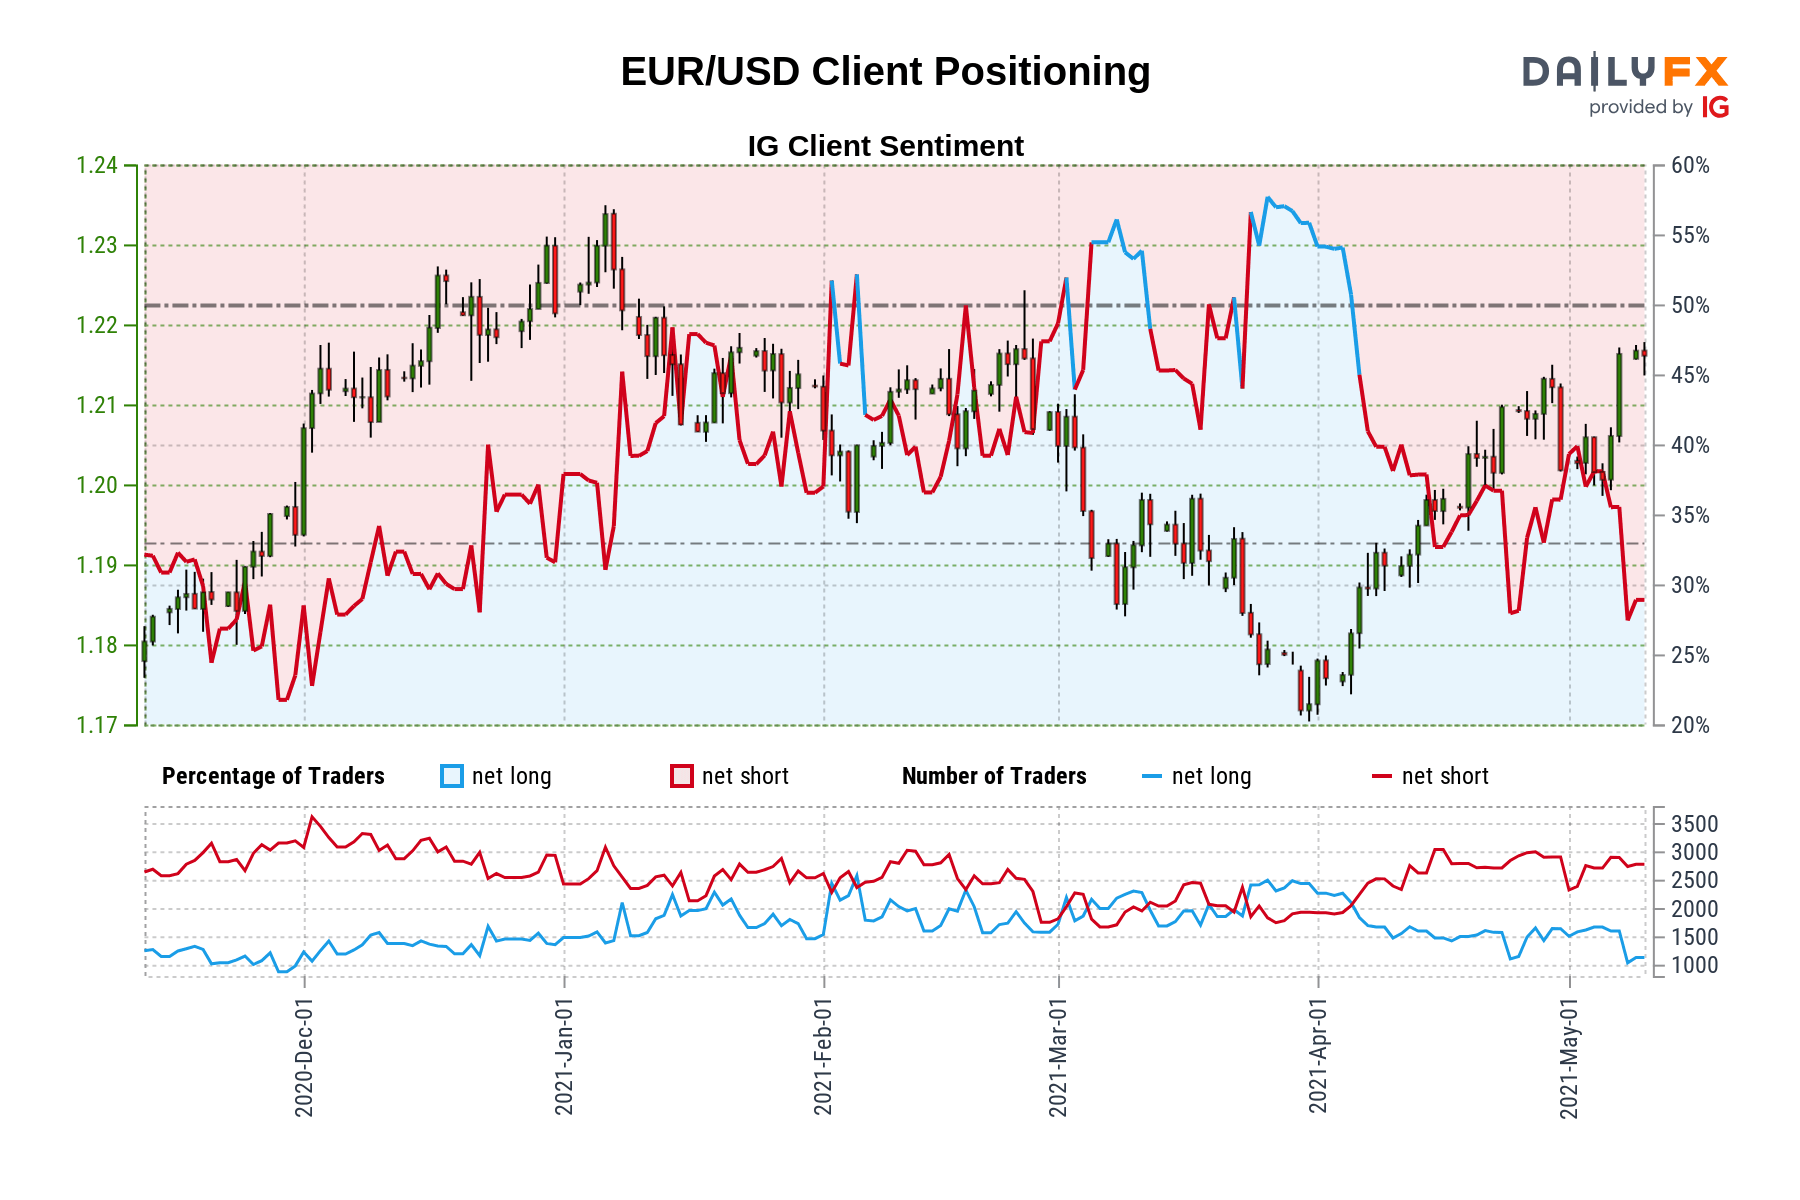 EUR/USD Client Positioning
DAILYFX
provided by IG
IG Client Sentiment
1.24
1.23
1.22
1.21
1.20
1.19
1.18
1.17
60%
55%
50%
45%
40%
35%
30%
25%
20%
Percentage of Traders net long net short Number of Traders net long net short
3500
3000
2500
2000
1500
1000
2020-Dec-01
2021-Jan-01
2021-Feb-01
2021-Mar-01
2021-Apr-01
2021-May-01